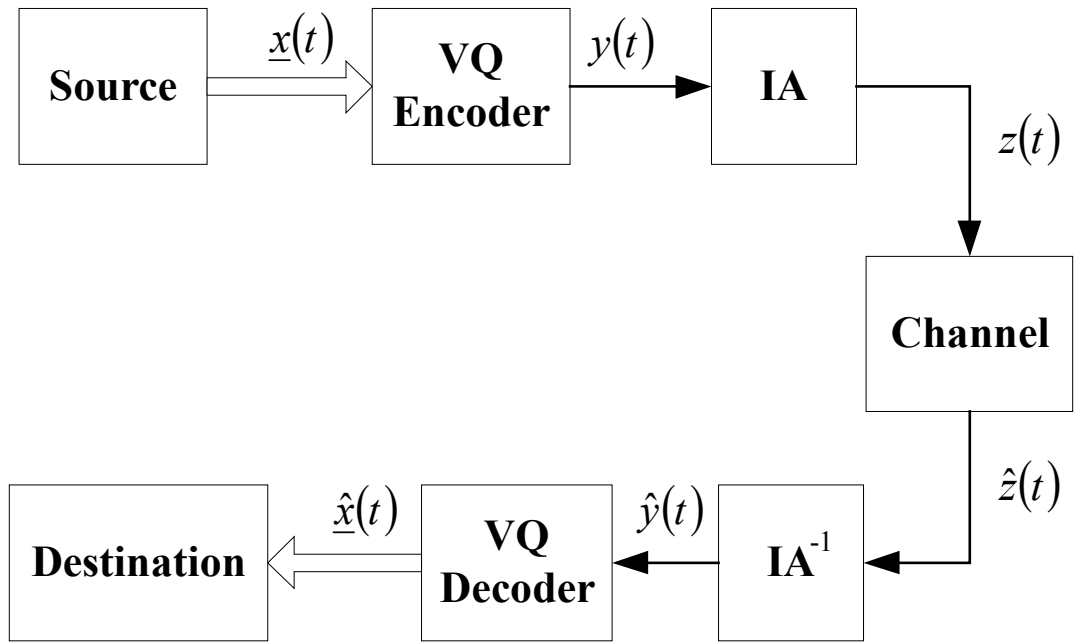 Source
x̲(t)
VQ
Encoder
y(t)
IA
z(t)
Channel
ẑ(t)
IA⁻¹
ŷ(t)
VQ
Decoder
x̲̂(t)
Destination